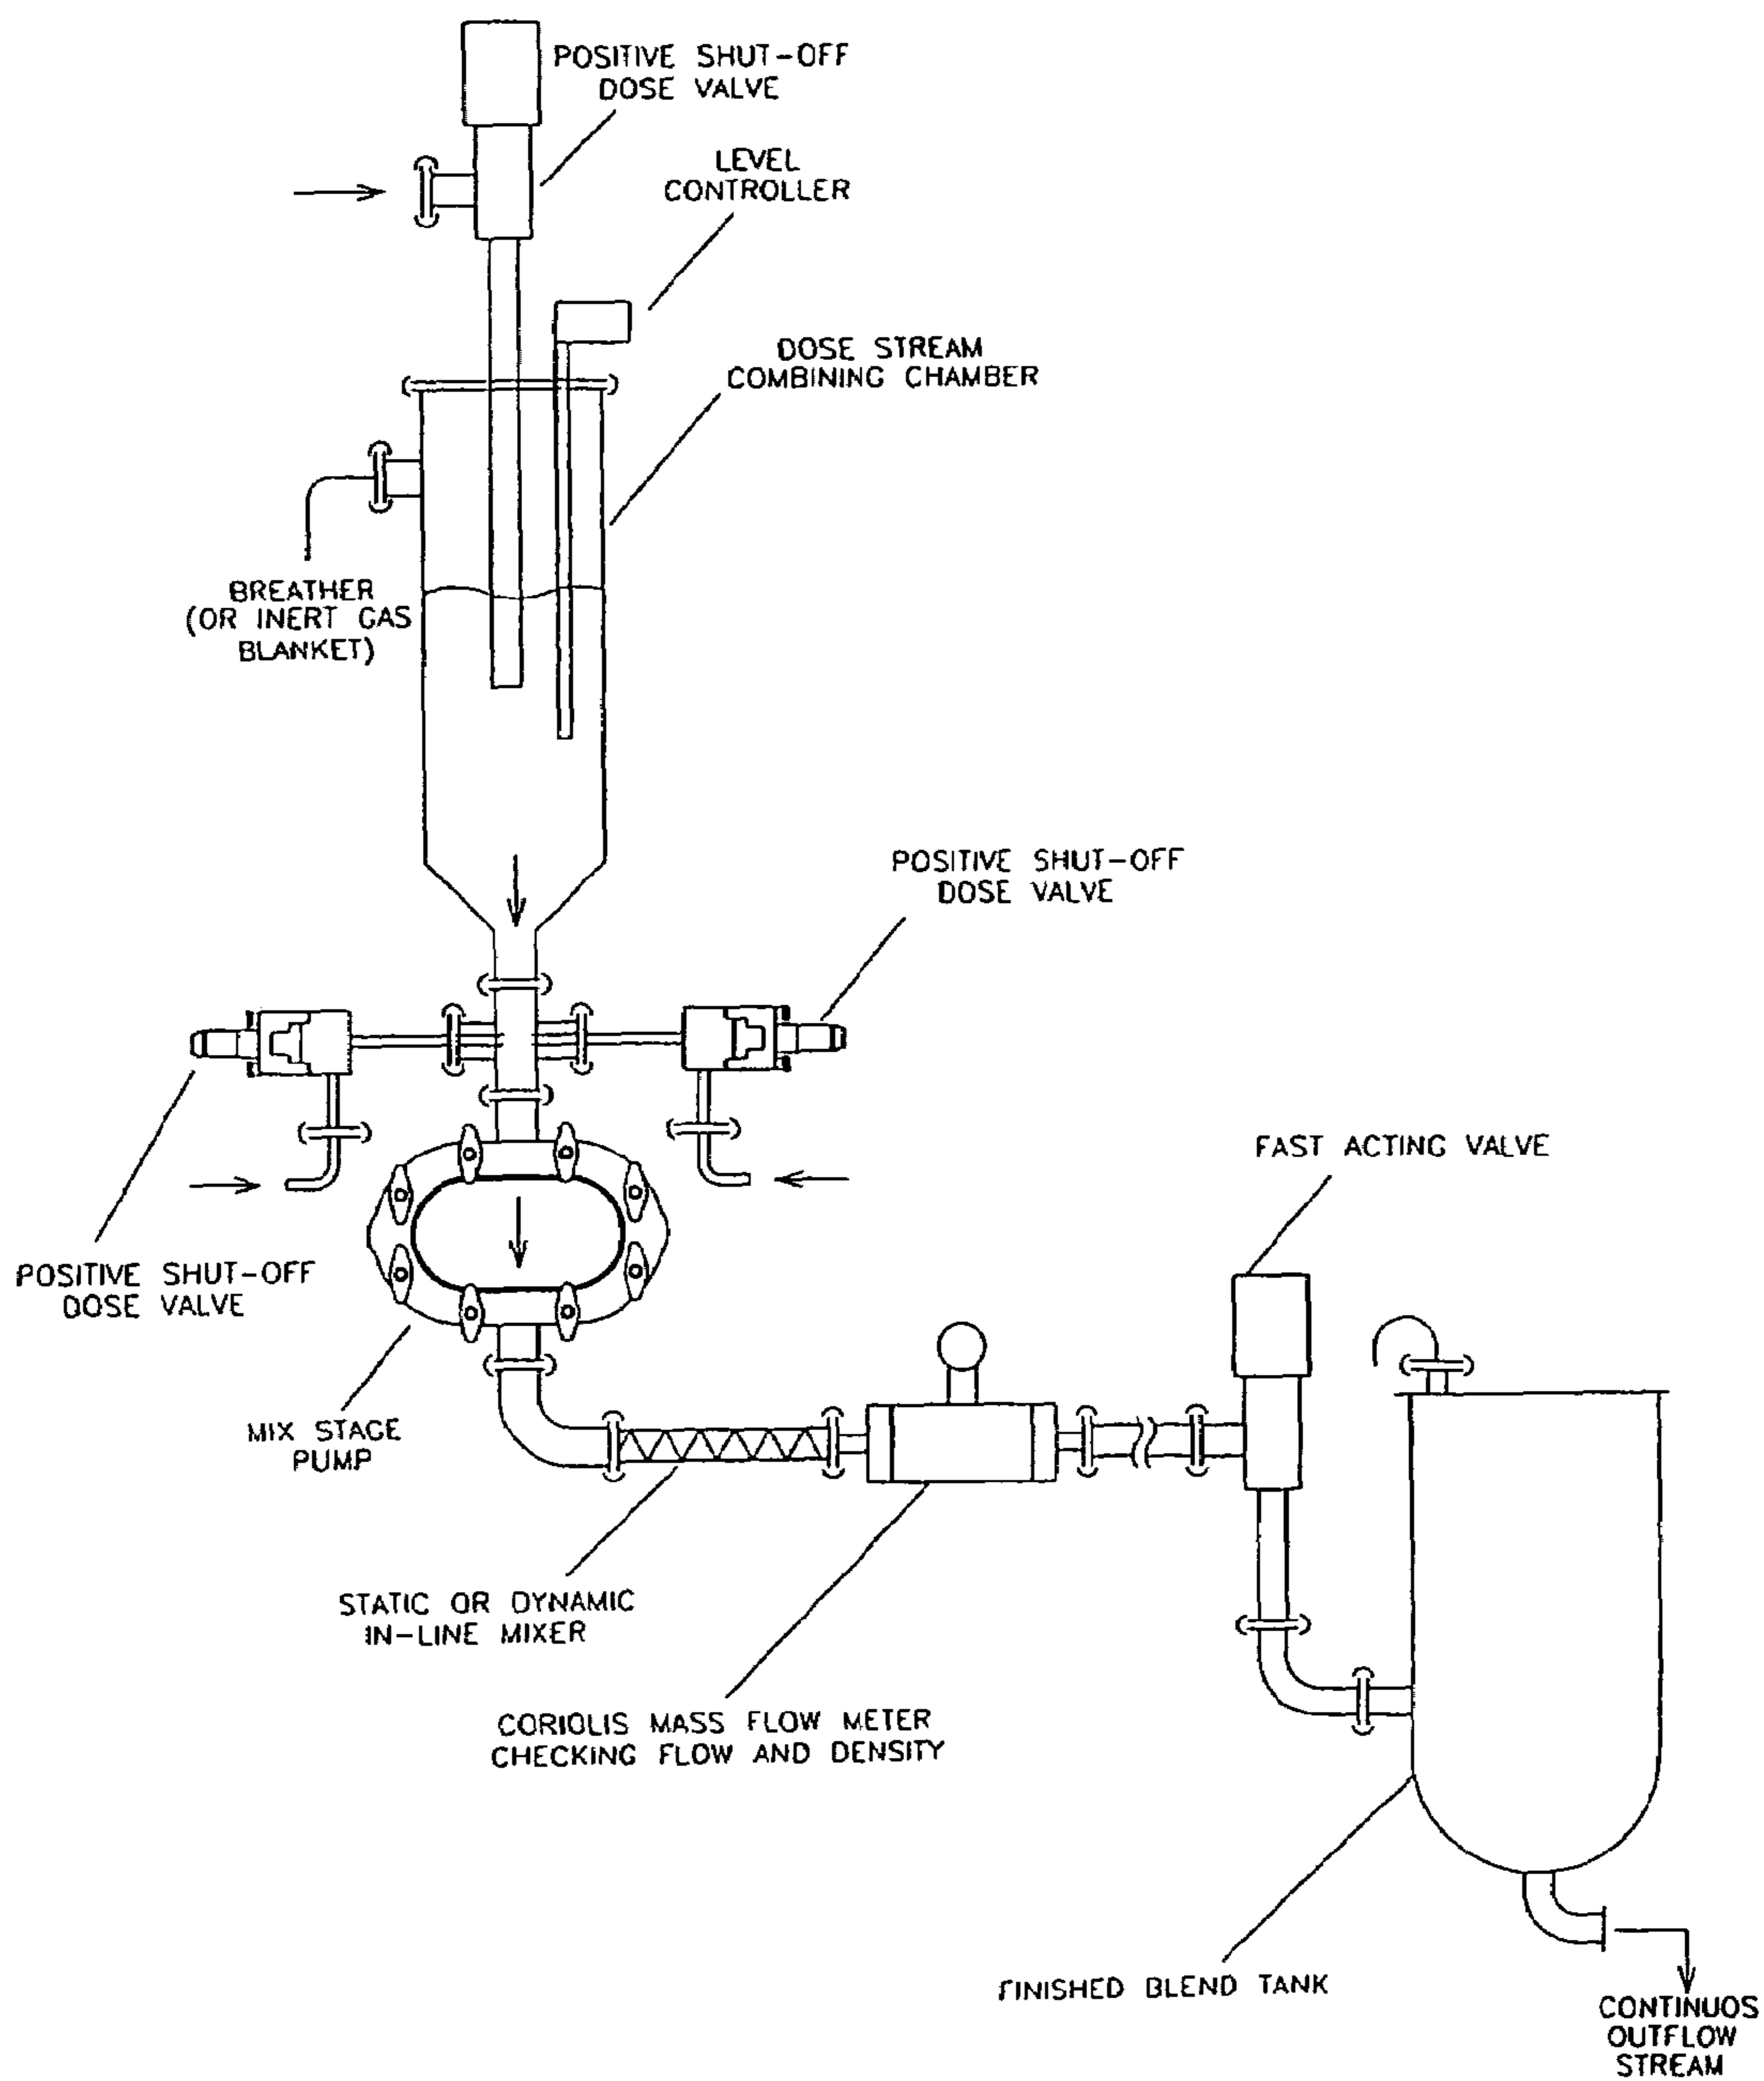 POSITIVE SHUT-OFF
DOSE VALVE
LEVEL
CONTROLLER
DOSE STREAM
COMBINING CHAMBER
BREATHER
(OR INERT GAS
BLANKET)
POSITIVE SHUT-OFF
DOSE VALVE
FAST ACTING VALVE
POSITIVE SHUT-OFF
DOSE VALVE
MIX STAGE
PUMP
STATIC OR DYNAMIC
IN-LINE MIXER
CORIOLIS MASS FLOW METER
CHECKING FLOW AND DENSITY
FINISHED BLEND TANK
CONTINUOS
OUTFLOW
STREAM